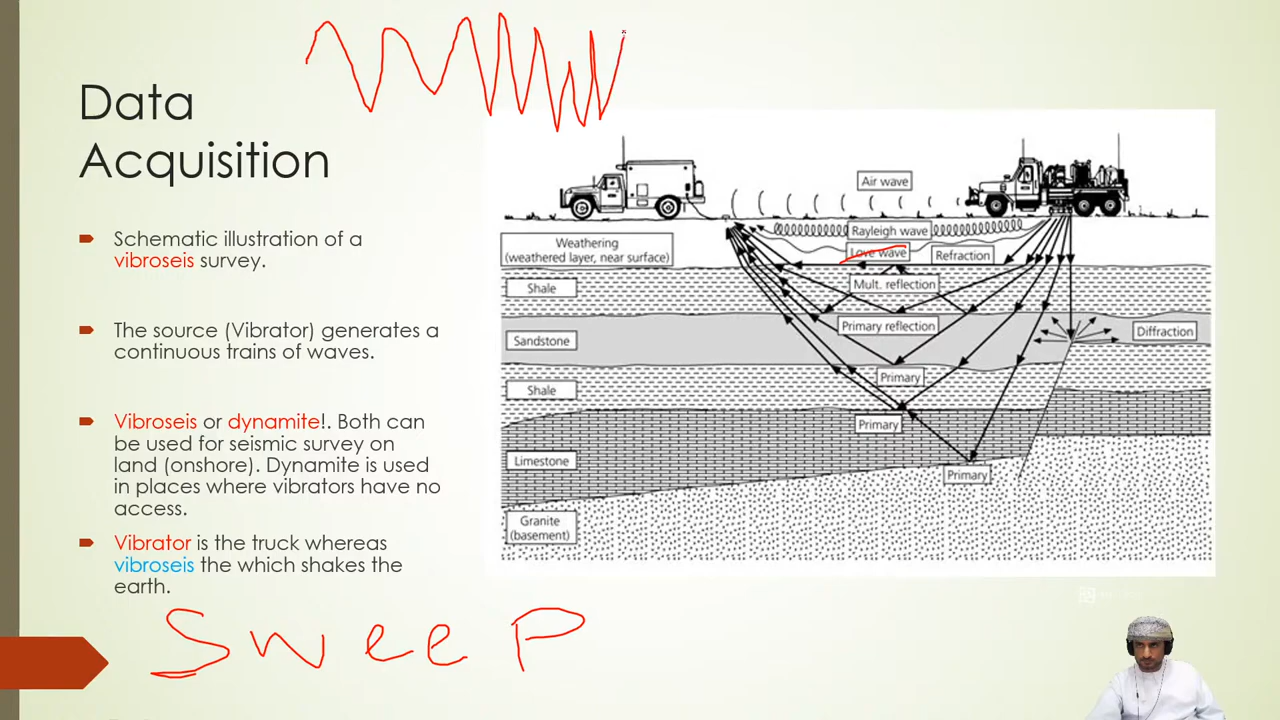 Data
Acquisition
Schematic illustration of a
vibroseis survey.
The source (Vibrator) generates a
continuous trains of waves.
Vibroseis or dynamite!. Both can
be used for seismic survey on
land (onshore). Dynamite is used
in places where vibrators have no
access.
Vibrator is the truck whereas
vibroseis the which shakes the
earth.
Sweep
Air wave
Rayleigh wave
Weathering
(weathered layer, near surface)
Love wave
Refraction
Shale
Mult. reflection
Primary reflection
Sandstone
Diffraction
Primary
Shale
Primary
Limestone
Primary
Granite
(basement)